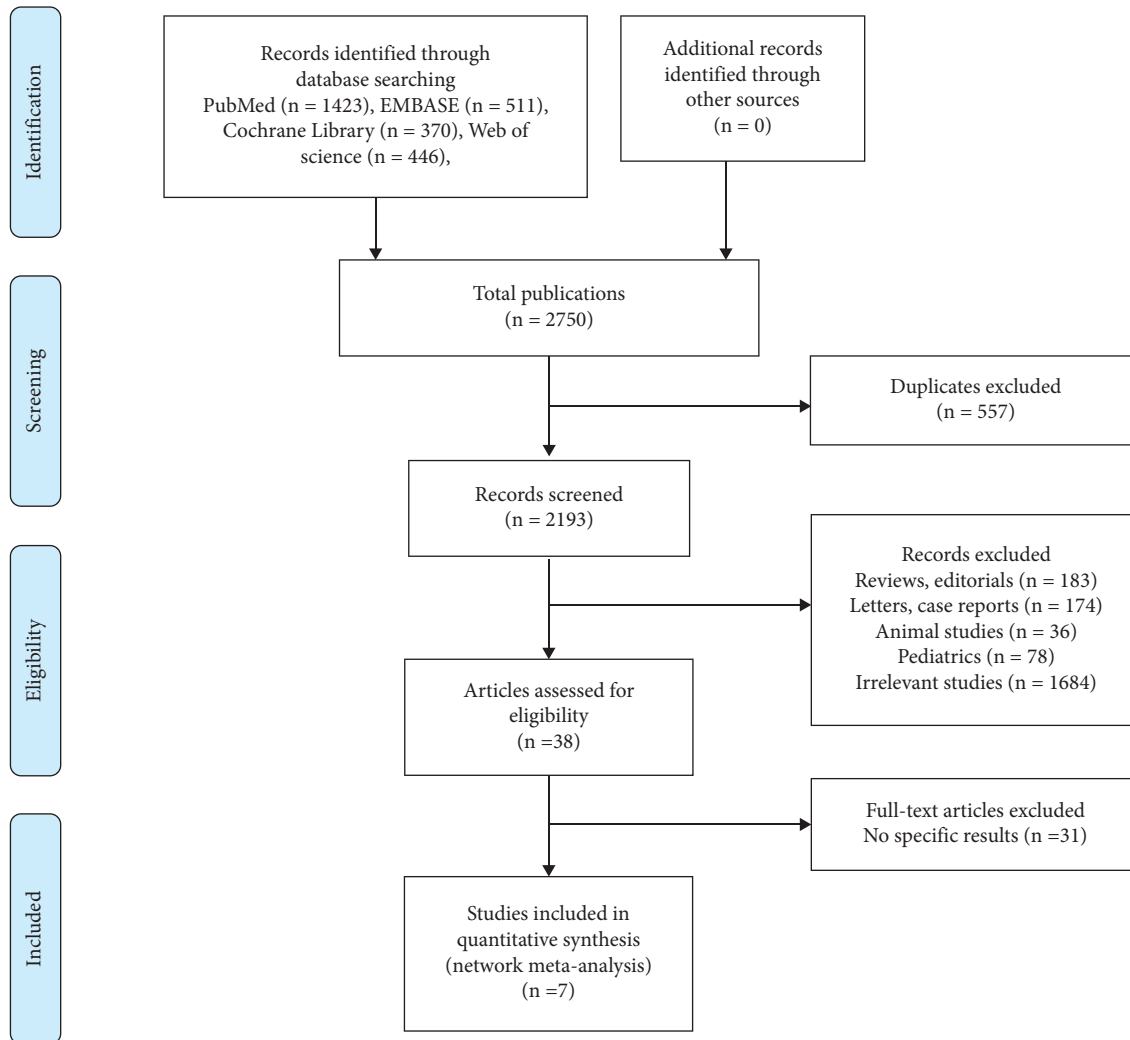 Identification
Records identified through
database searching
PubMed (n = 1423), EMBASE (n = 511),
Cochrane Library (n = 370), Web of
science (n = 446),
Additional records
identified through
other sources
(n = 0)
Screening
Total publications
(n = 2750)
Duplicates excluded
(n = 557)
Records screened
(n = 2193)
Eligibility
Records excluded
Reviews, editorials (n = 183)
Letters, case reports (n = 174)
Animal studies (n = 36)
Pediatrics (n = 78)
Irrelevant studies (n = 1684)
Articles assessed for
eligibility
(n =38)
Full-text articles excluded
No specific results (n =31)
Included
Studies included in
quantitative synthesis
(network meta-analysis)
(n =7)